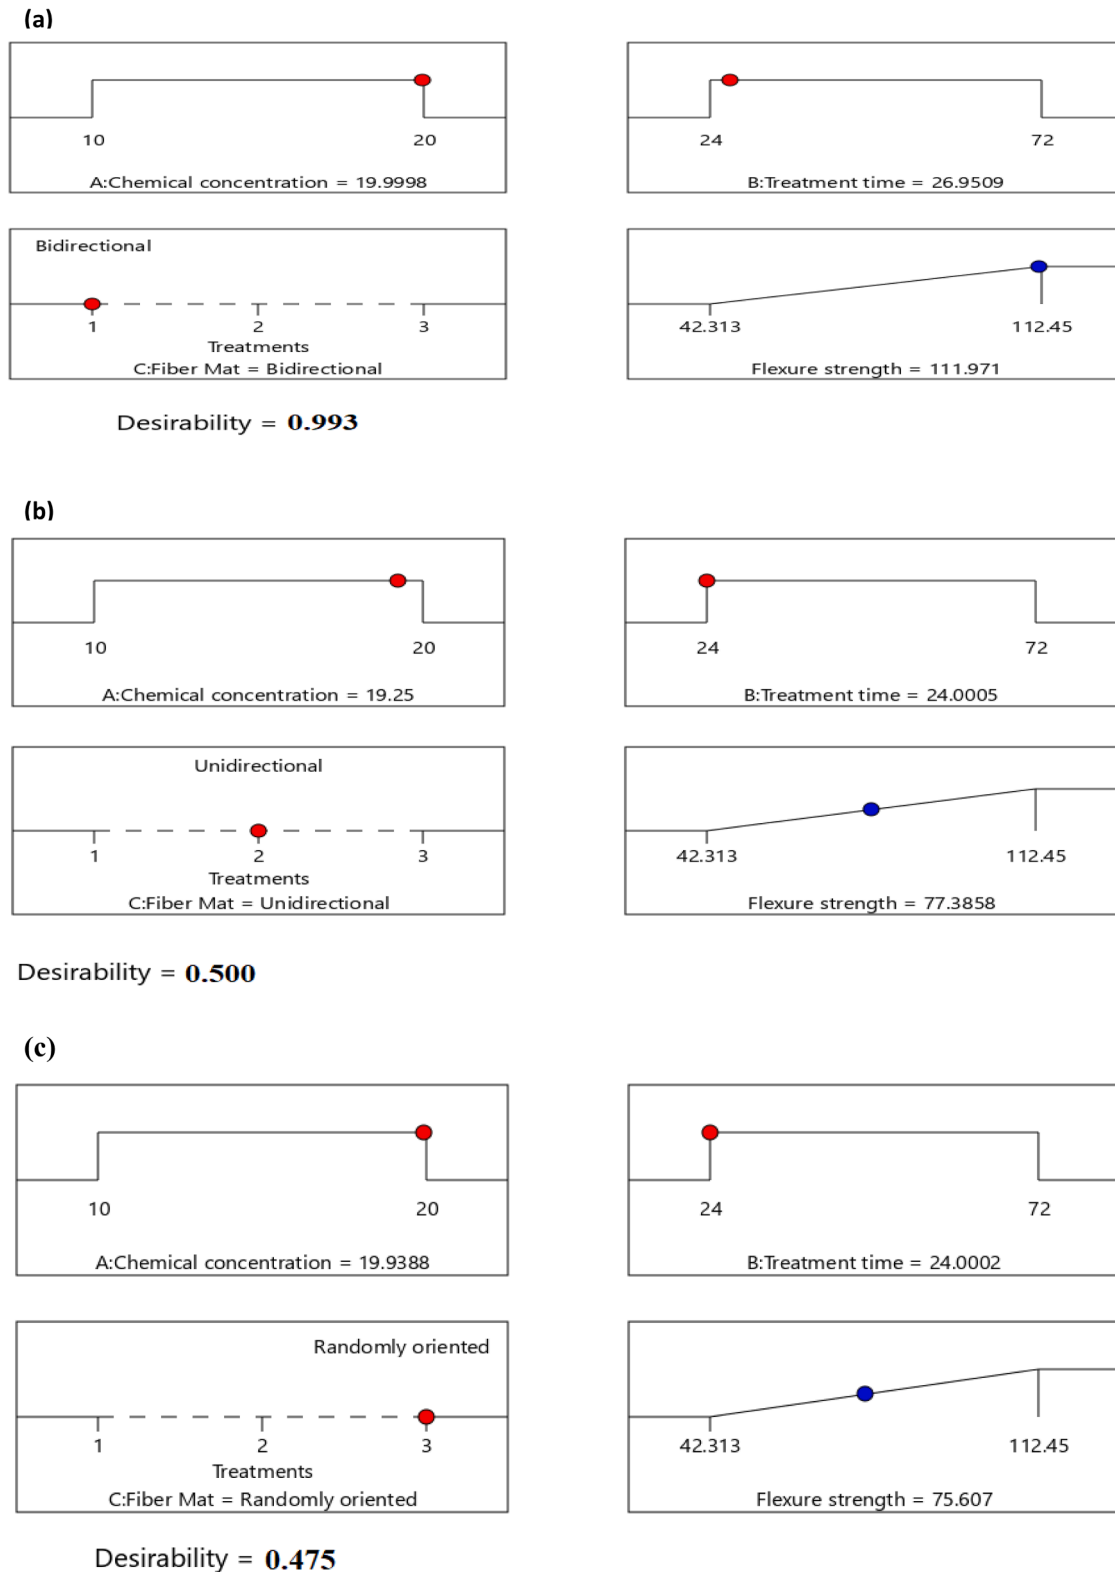 (a)
10 20
A:Chemical concentration = 19.9998
24 72
B:Treatment time = 26.9509
Bidirectional
1 2 3
Treatments
C:Fiber Mat = Bidirectional
42.313 112.45
Flexure strength = 111.971
Desirability = 0.993
(b)
10 20
A:Chemical concentration = 19.25
24 72
B:Treatment time = 24.0005
Unidirectional
1 2 3
Treatments
C:Fiber Mat = Unidirectional
42.313 112.45
Flexure strength = 77.3858
Desirability = 0.500
(c)
10 20
A:Chemical concentration = 19.9388
24 72
B:Treatment time = 24.0002
Randomly oriented
1 2 3
Treatments
C:Fiber Mat = Randomly oriented
42.313 112.45
Flexure strength = 75.607
Desirability = 0.475